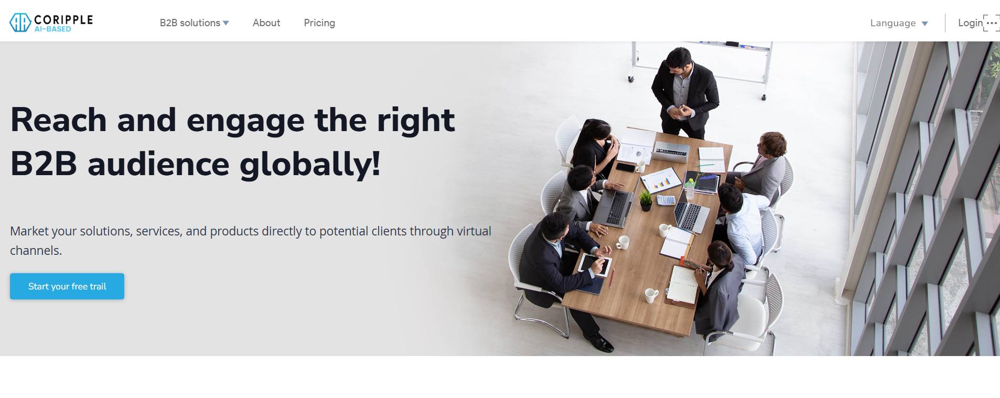 CORIPPLE
AI-BASED
B2B solutions
About
Pricing
Language
Login
Reach and engage the right
B2B audience globally!
Market your solutions, services, and products directly to potential clients through virtual
channels.
Start your free trail